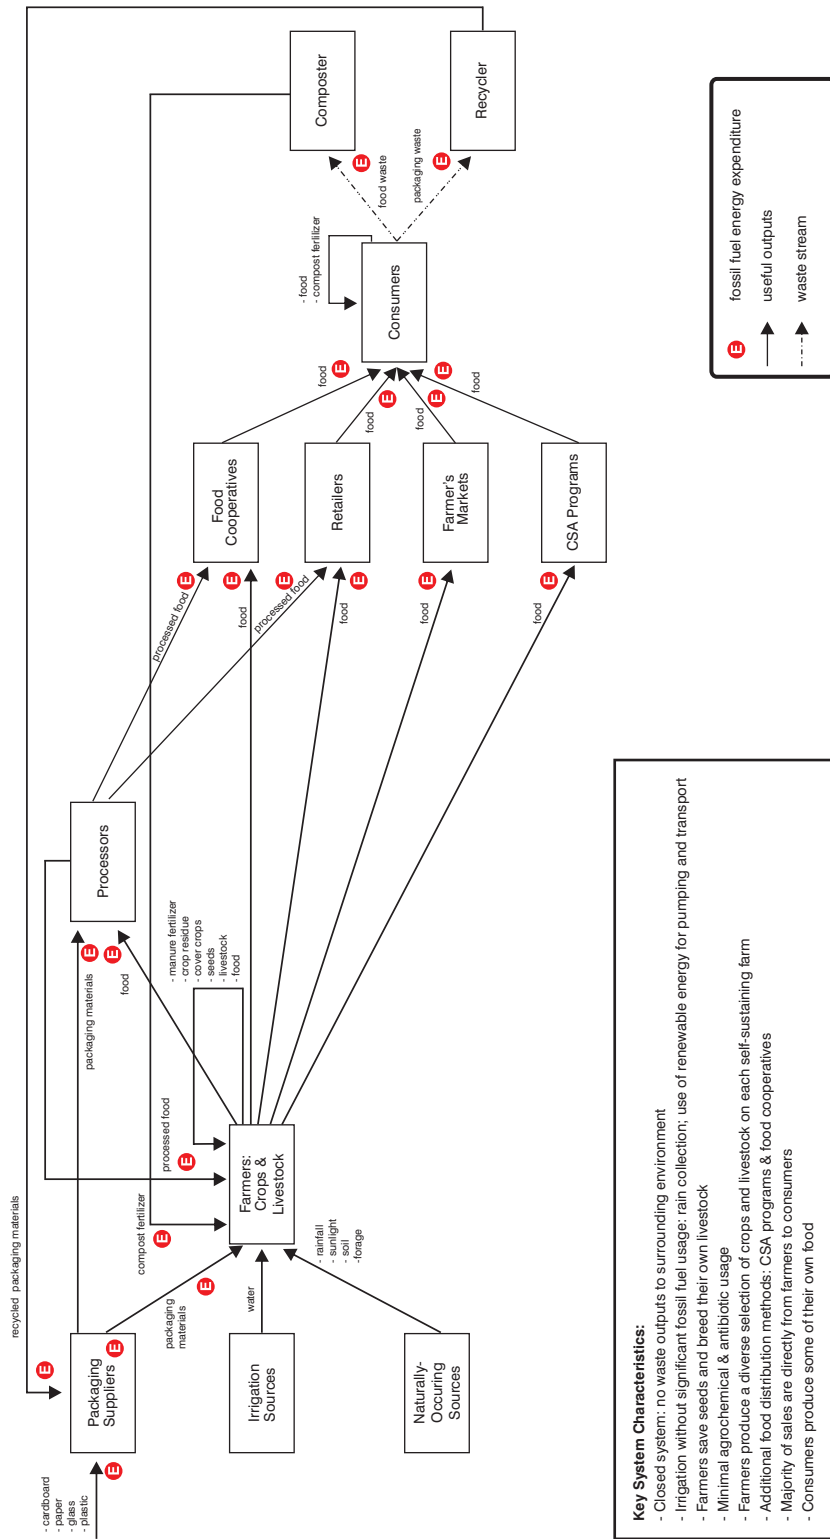 recycled  packaging materials
- cardboard
- paper
- glass
- plastic
E
E
Packaging
Suppliers
E
packaging materials
E
packaging
materials
E
Irrigation
Sources
water
Naturally-
Occuring
Sources
- rainfall
- sunlight
- soil
-forage
compost fertilizer
E
processed food
E
Farmers:
Crops &
Livestock
- manure fertilizer
- crop residue
- cover crops
- seeds
- livestock
- food
food
E
Processors
processed food
E
processed food
E
food
E
food
E
food
E
food
E
Food
Cooperatives
Retailers
Farmer's
Markets
CSA Programs
food
E
food
E
food
E
food
E
Consumers
- food
- compost fertilizer
food waste
E
packaging waste
E
Composter
Recycler
Key System Characteristics:
- Closed system: no waste outputs to surrounding environment
- Irrigation without significant fossil fuel usage: rain collection; use of renewable energy for pumping and transport
- Farmers save seeds and breed their own livestock
- Minimal agrochemical & antibiotic usage
- Farmers produce a diverse selection of crops and livestock on each self-sustaining farm
- Additional food distribution methods: CSA programs & food cooperatives
- Majority of sales are directly from farmers to consumers
- Consumers produce some of their own food
E fossil fuel energy expenditure
useful outputs
waste stream